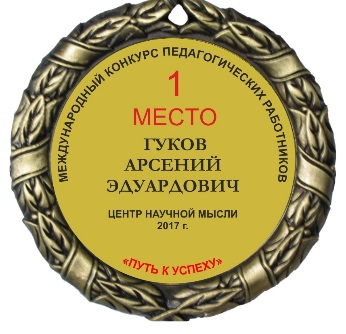 МЕЖДУНАРОДНЫЙ КОНКУРС ПЕДАГОГИЧЕСКИХ РАБОТНИКОВ
1
МЕСТО
ГУКОВ
АРСЕНИЙ
ЭДУАРДОВИЧ
ЦЕНТР НАУЧНОЙ МЫСЛИ
2017 г.
«ПУТЬ К УСПЕХУ»